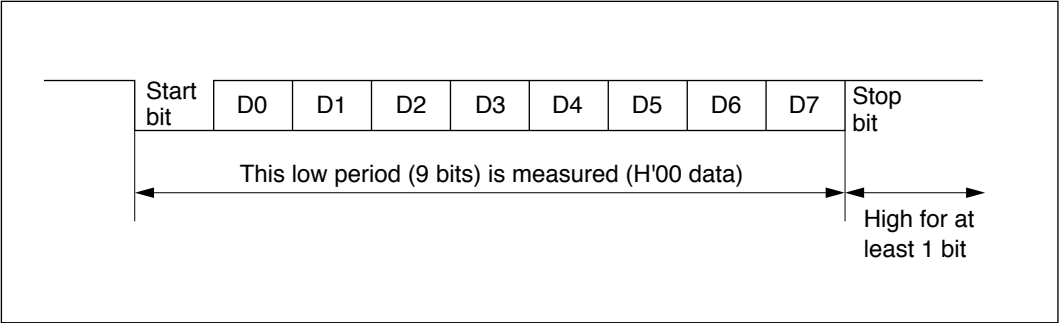 Start
bit
D0 D1 D2 D3 D4 D5 D6 D7
Stop
bit
This low period (9 bits) is measured (H'00 data)
High for at
least 1 bit